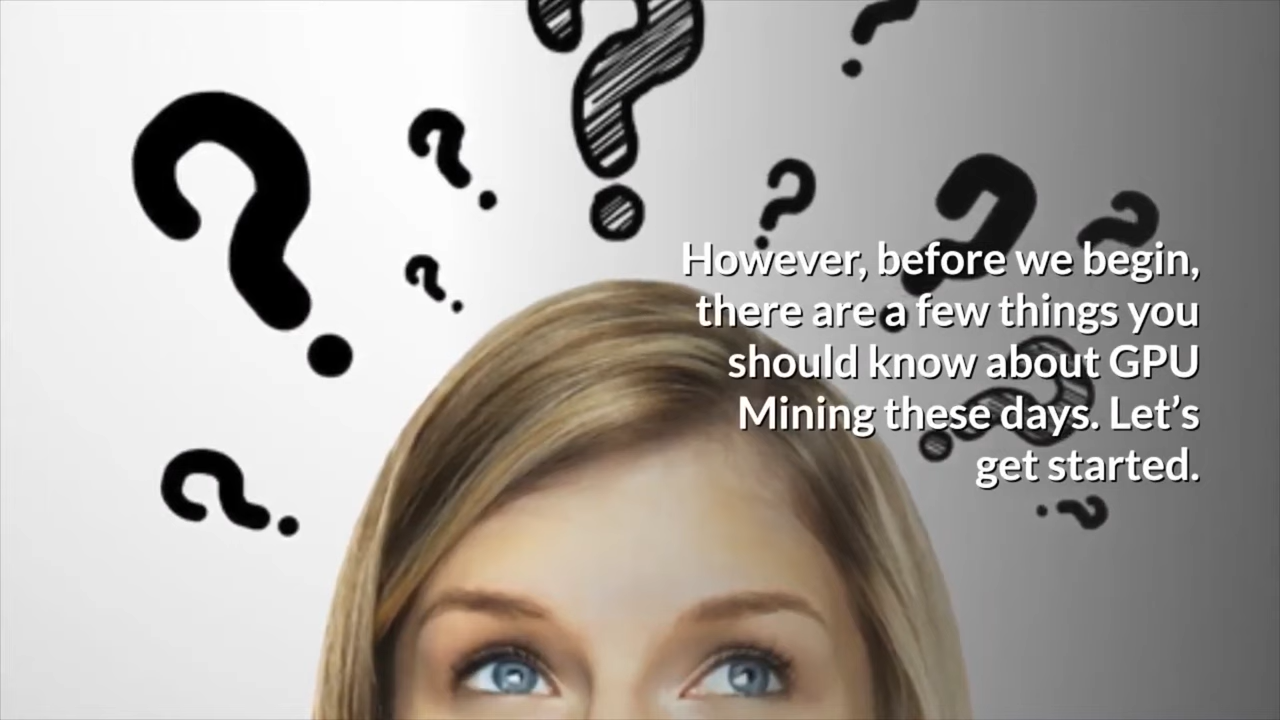 However, before we begin,
there are a few things you
should know about GPU
Mining these days. Let’s
get started.